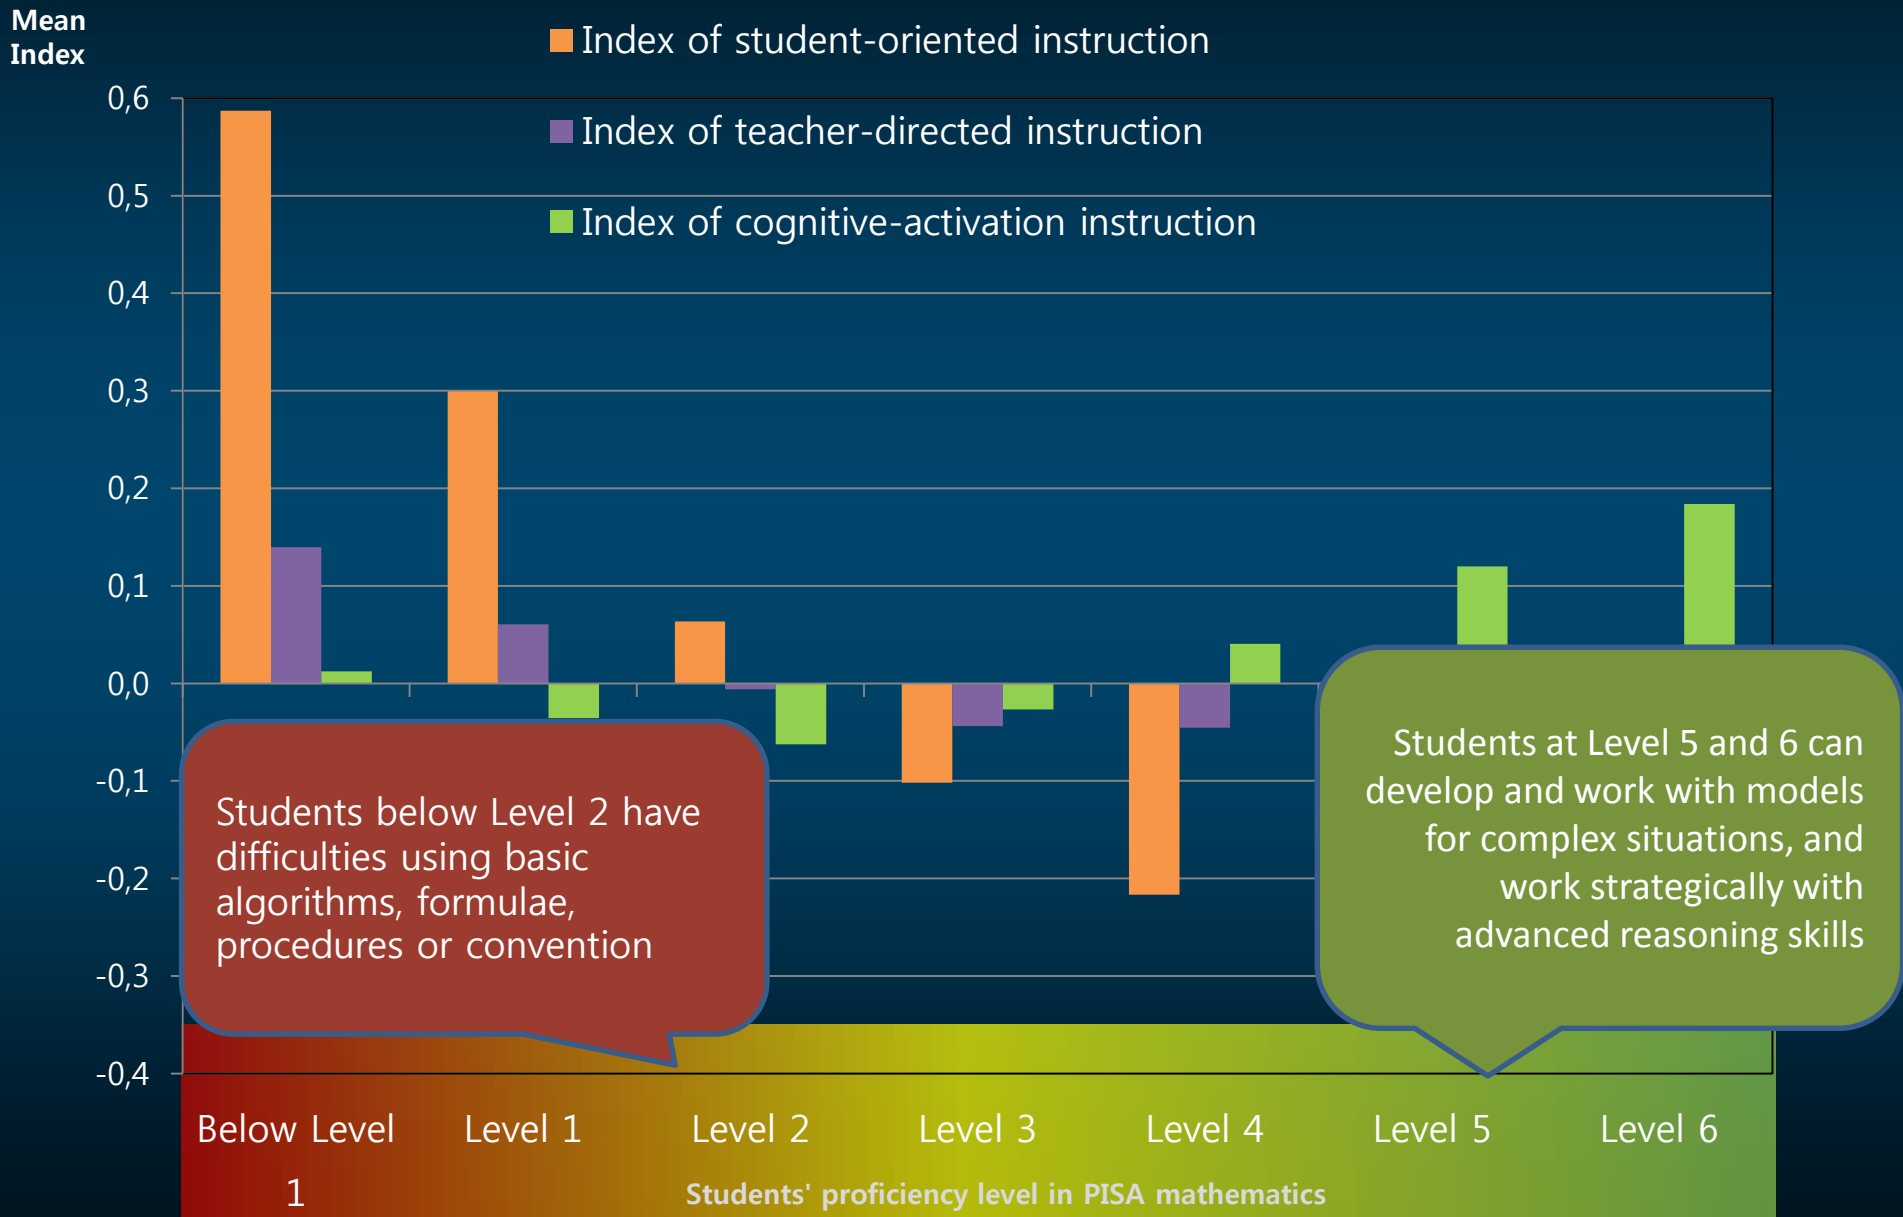 Mean
Index
Index of student-oriented instruction
Index of teacher-directed instruction
Index of cognitive-activation instruction
0,6
0,5
0,4
0,3
0,2
0,1
0,0
-0,1
-0,2
-0,3
-0,4
Students below Level 2 have
difficulties using basic
algorithms, formulae,
procedures or convention
Students at Level 5 and 6 can
develop and work with models
for complex situations, and
work strategically with
advanced reasoning skills
Below Level
1
Level 1
Level 2
Level 3
Level 4
Level 5
Level 6
Students' proficiency level in PISA mathematics